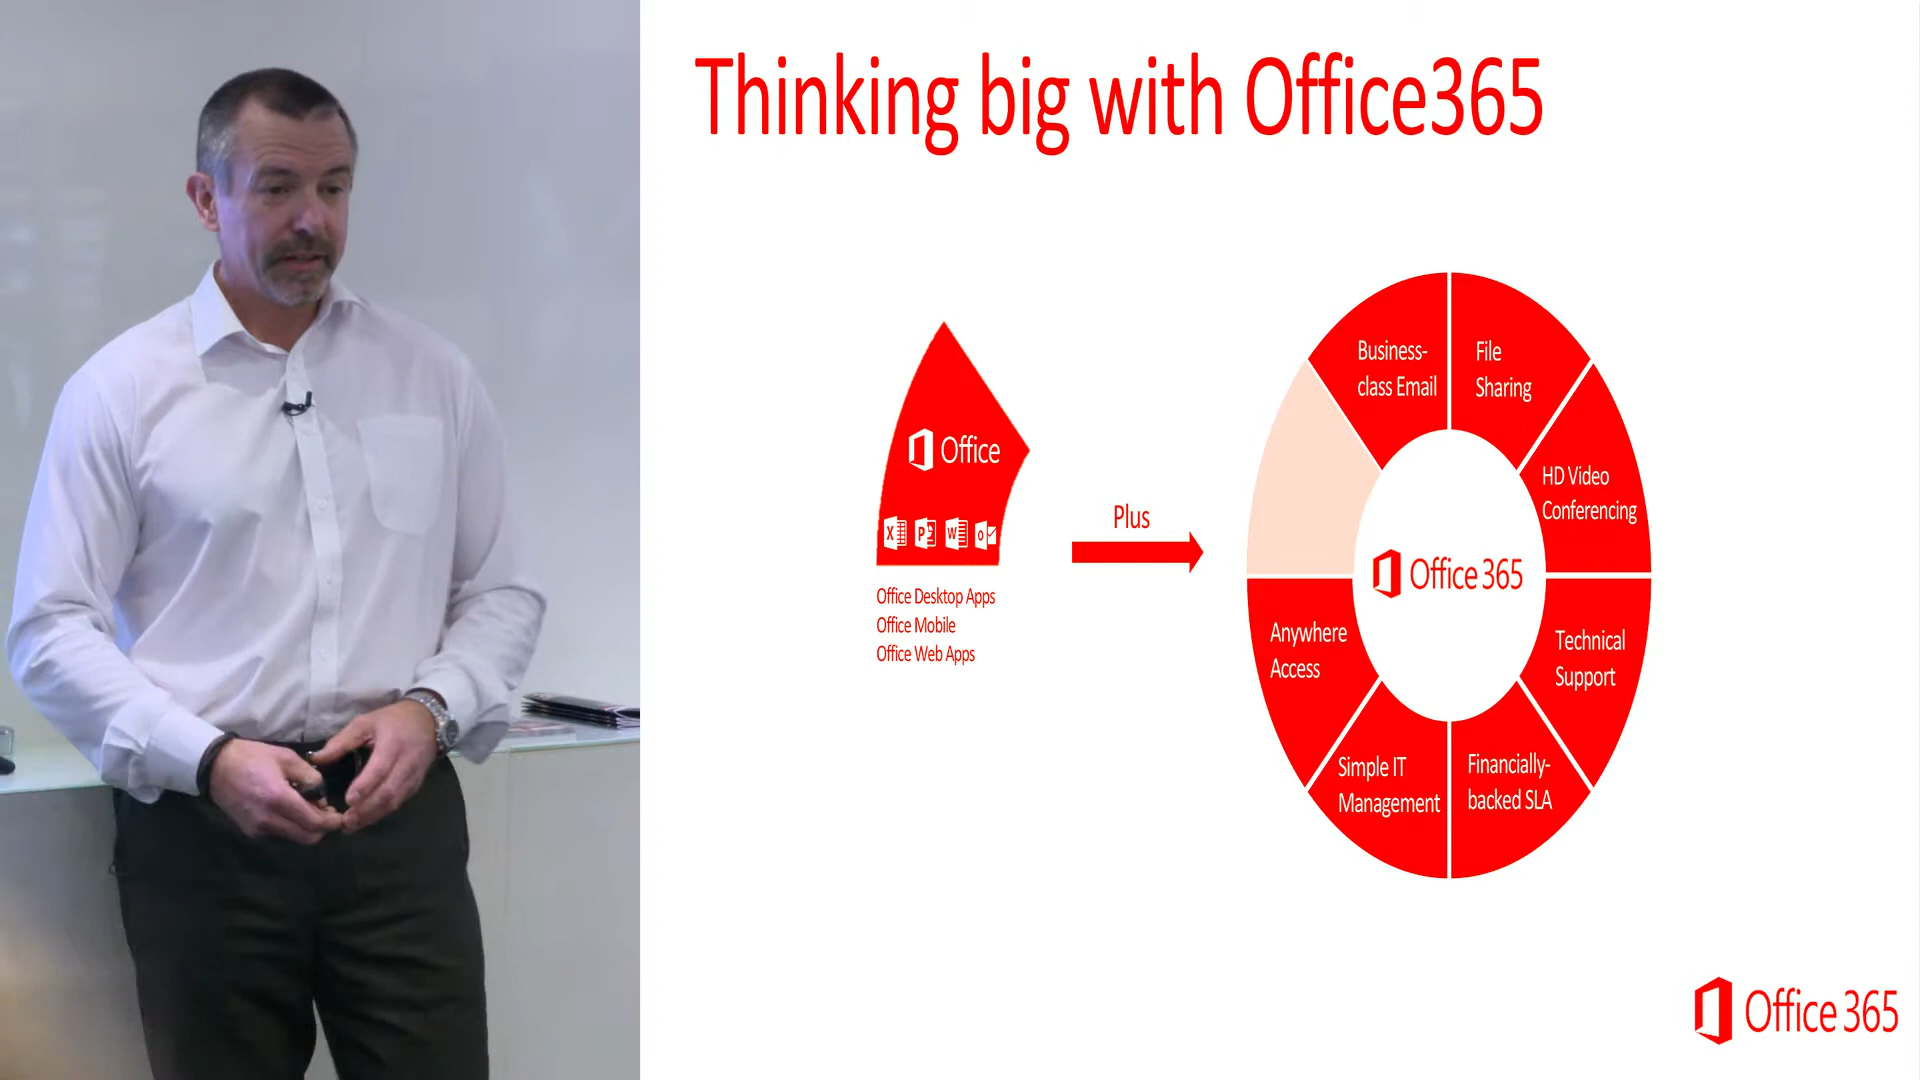 Thinking big with Office365
Office
X P W O
Office Desktop Apps
Office Mobile
Office Web Apps
Plus
Business-
class Email
File
Sharing
HD Video
Conferencing
Technical
Support
Financially-
backed SLA
Simple IT
Management
Anywhere
Access
Office 365
Office 365